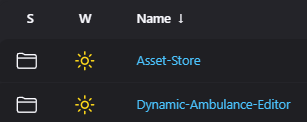 S W Name ↓
Asset-Store
Dynamic-Ambulance-Editor